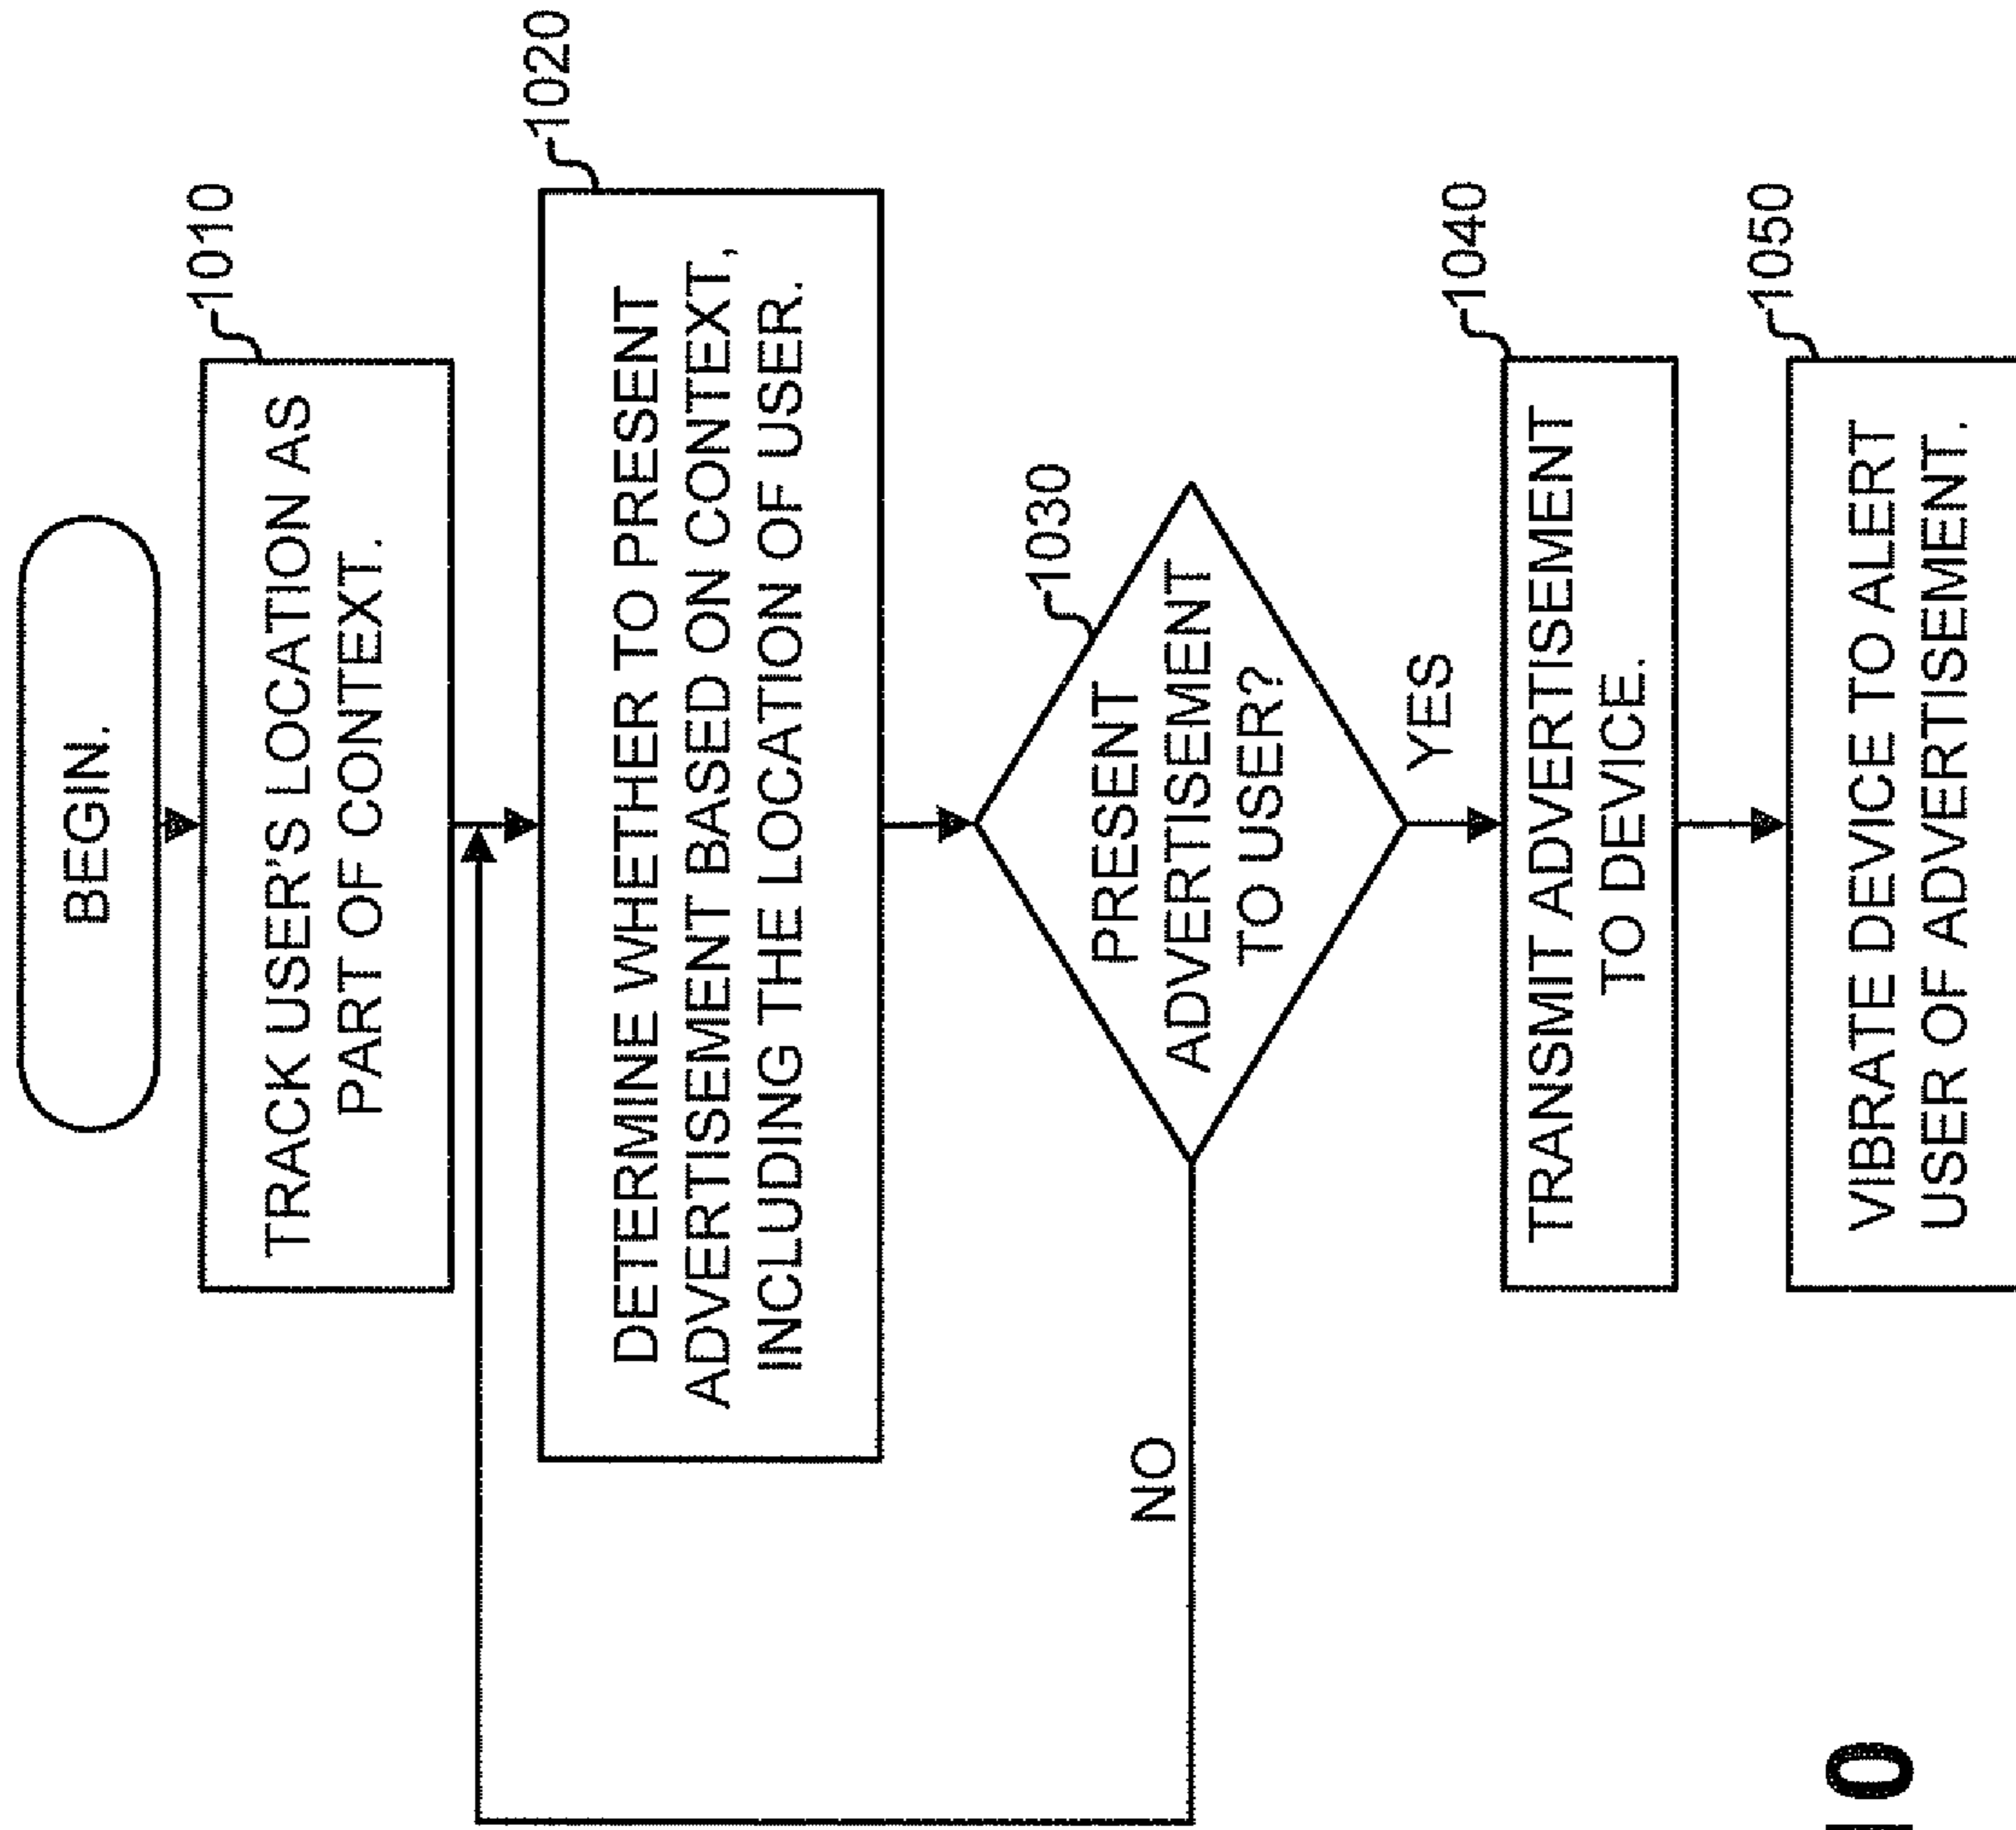 BEGIN.
1010
TRACK USER'S LOCATION AS
PART OF CONTEXT.
1020
DETERMINE WHETHER TO PRESENT
ADVERTISEMENT BASED ON CONTEXT,
INCLUDING THE LOCATION OF USER.
1030
PRESENT
ADVERTISEMENT
TO USER?
NO
YES
1040
TRANSMIT ADVERTISEMENT
TO DEVICE.
1050
VIBRATE DEVICE TO ALERT
USER OF ADVERTISEMENT.